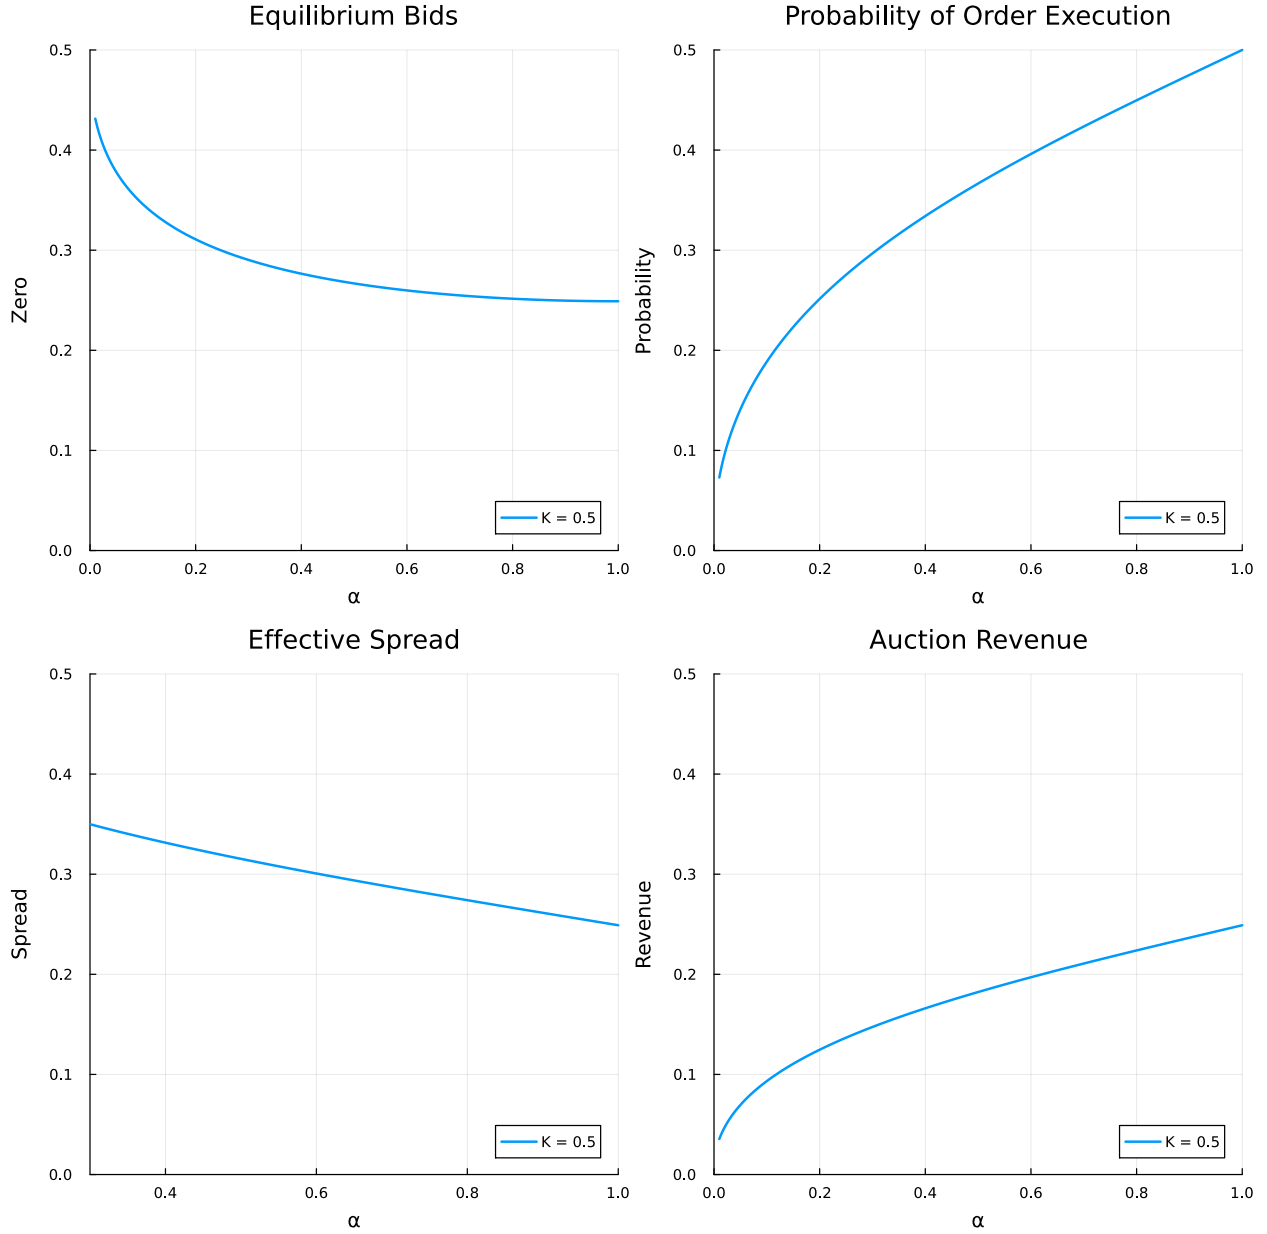 Equilibrium Bids
Zero
0.5
0.4
0.3
0.2
0.1
0.0
0.0 0.2 0.4 0.6 0.8 1.0
α
K = 0.5
Probability of Order Execution
Probability
0.5
0.4
0.3
0.2
0.1
0.0
0.0 0.2 0.4 0.6 0.8 1.0
α
K = 0.5
Effective Spread
Spread
0.5
0.4
0.3
0.2
0.1
0.0
0.4 0.6 0.8 1.0
α
K = 0.5
Auction Revenue
Revenue
0.5
0.4
0.3
0.2
0.1
0.0
0.0 0.2 0.4 0.6 0.8 1.0
α
K = 0.5